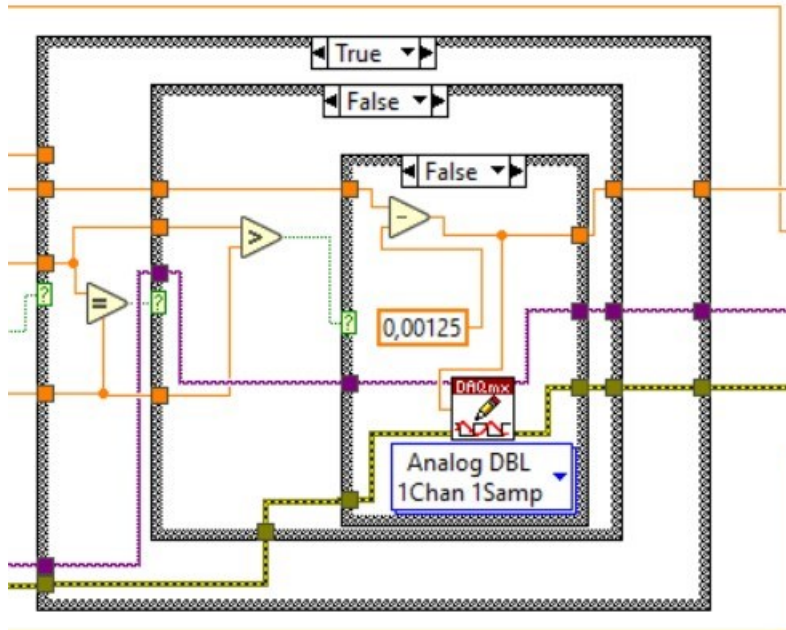 True
False
False
>
-
=
?
?
?
0,00125
DAQmx
Analog DBL
1Chan 1Samp